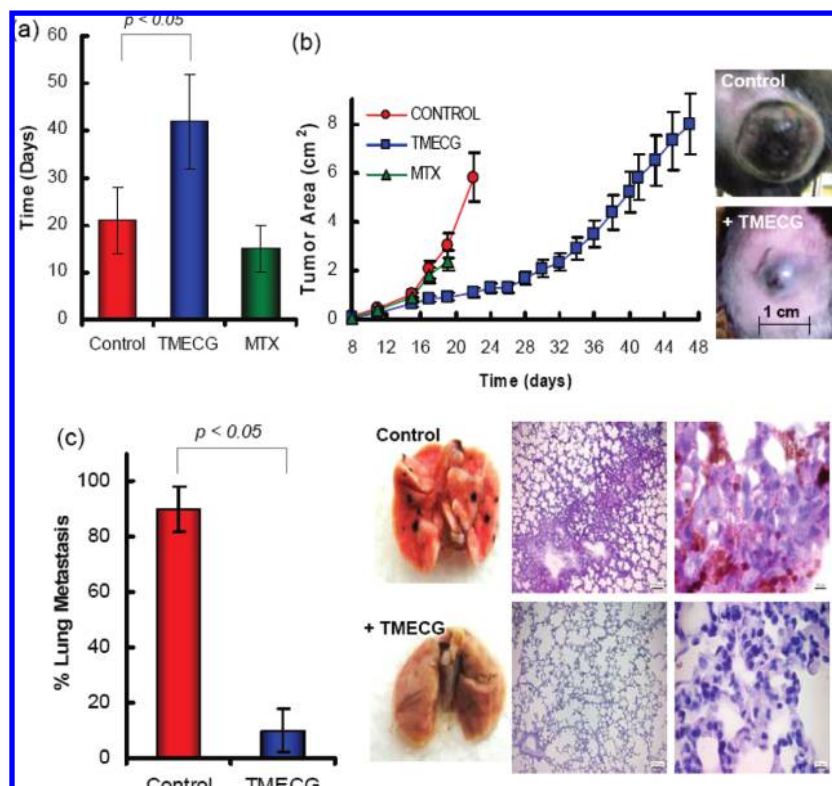 (a)
p < 0.05
60
50
40
30
20
10
0
Time (Days)
Control TMECG MTX
(b)
CONTROL
TMECG
MTX
8
6
4
2
0
Tumor Area (cm2)
8 12 16 20 24 28 32 36 40 44 48
Time (days)
Control
+ TMECG
1 cm
(c)
p < 0.05
100
80
60
40
20
0
% Lung Metastasis
Control TMECG
Control
+ TMECG